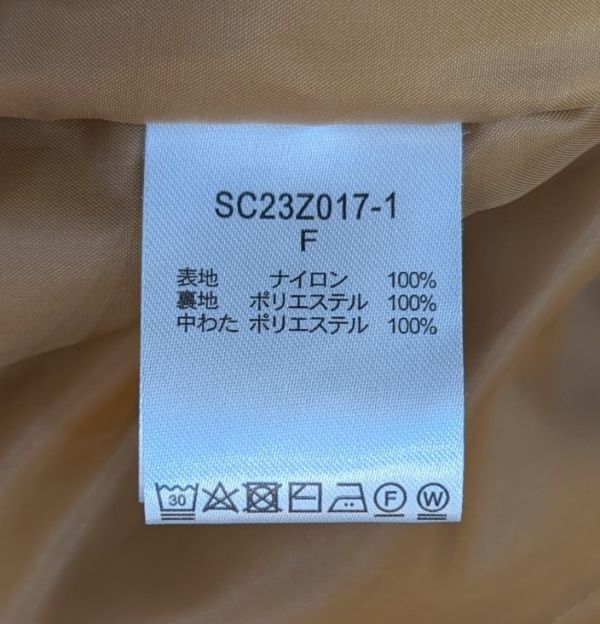 SC23Z017-1
F
表地 ナイロン 100%
裏地 ポリエステル 100%
中わた ポリエステル 100%
30 F W